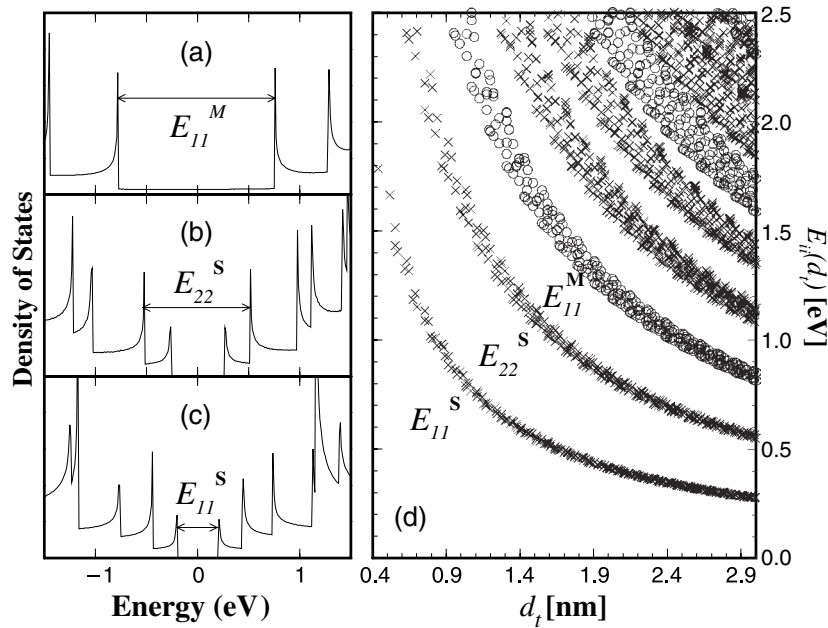 Density of States
(a)
E₁₁ᴹ
(b)
E₂₂ˢ
(c)
E₁₁ˢ
−1 0 1
Energy (eV)
(d)
E₁₁ˢ
E₂₂ˢ
E₁₁ᴹ
0.4 0.9 1.4 1.9 2.4 2.9
dₜ [nm]
2.5
2.0
1.5
1.0
0.5
0.0
Eᵢᵢ(dₜ) [eV]